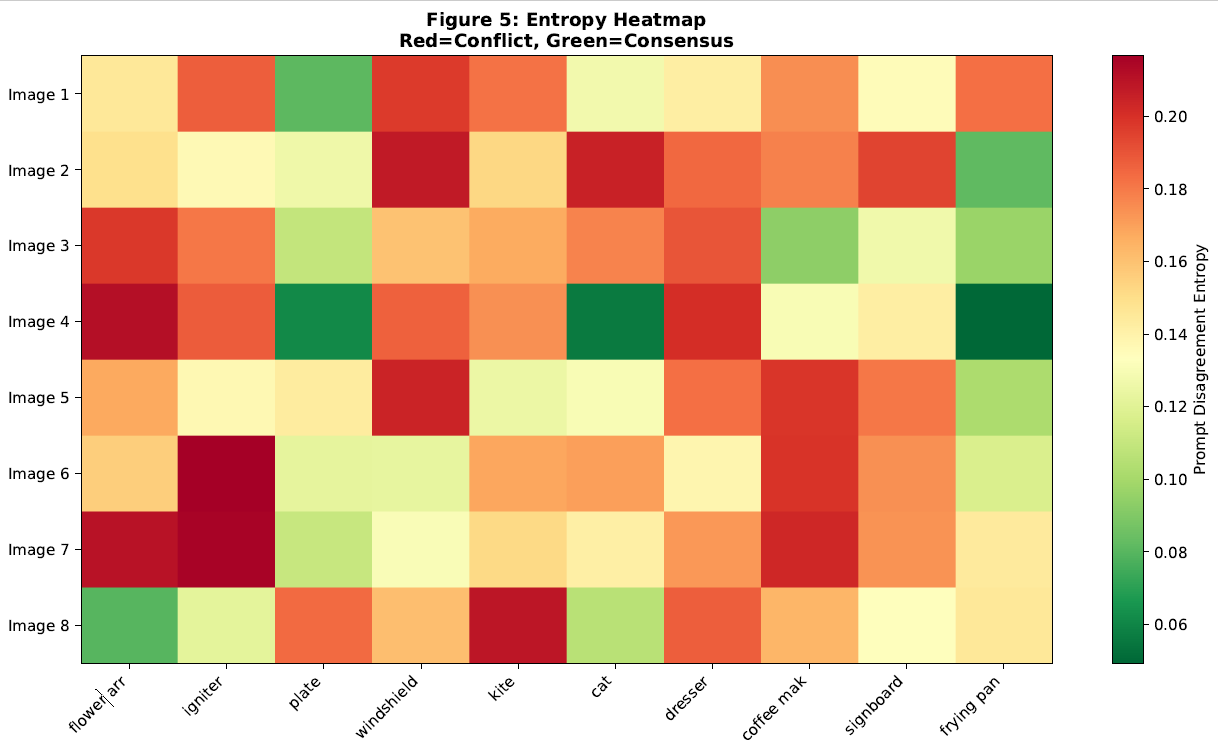 Figure 5: Entropy Heatmap
Red=Conflict, Green=Consensus
Image 1
Image 2
Image 3
Image 4
Image 5
Image 6
Image 7
Image 8
flower arr
igniter
plate
windshield
kite
cat
dresser
coffee mak
signboard
frying pan
0.20
0.18
0.16
0.14
0.12
0.10
0.08
0.06
Prompt Disagreement Entropy